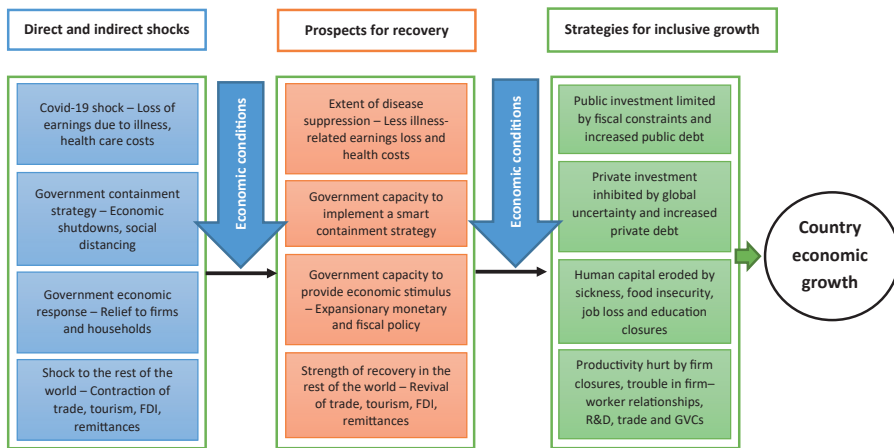 Direct and indirect shocks
Prospects for recovery
Strategies for inclusive growth
Covid-19 shock – Loss of
earnings due to illness,
health care costs
Government containment
strategy – Economic
shutdowns, social
distancing
Government economic
response – Relief to
firms and households
Shock to the rest of the
world – Contraction of
trade, tourism, FDI,
remittances
Economic conditions
Extent of disease
suppression – Less illness-
related earnings loss and
health costs
Government capacity to
implement a smart
containment strategy
Government capacity to
provide economic stimulus
– Expansionary monetary
and fiscal policy
Strength of recovery in the
rest of the world – Revival
of trade, tourism, FDI,
remittances
Economic conditions
Public investment limited
by fiscal constraints and
increased public debt
Private investment
inhibited by global
uncertainty and increased
private debt
Human capital eroded by
sickness, food insecurity,
job loss and education
closures
Productivity hurt by firm
closures, trouble in firm–
worker relationships,
R&D, trade and GVCs
Country
economic
growth